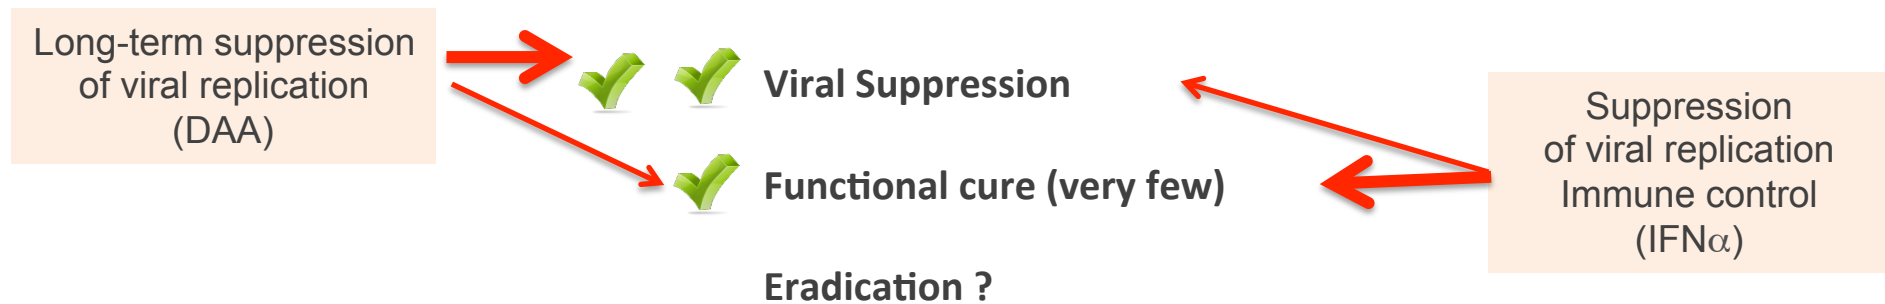 Long-term suppression
of viral replication
(DAA)
Viral Suppression
Functional cure (very few)
Eradication ?
Suppression
of viral replication
Immune control
(IFNα)